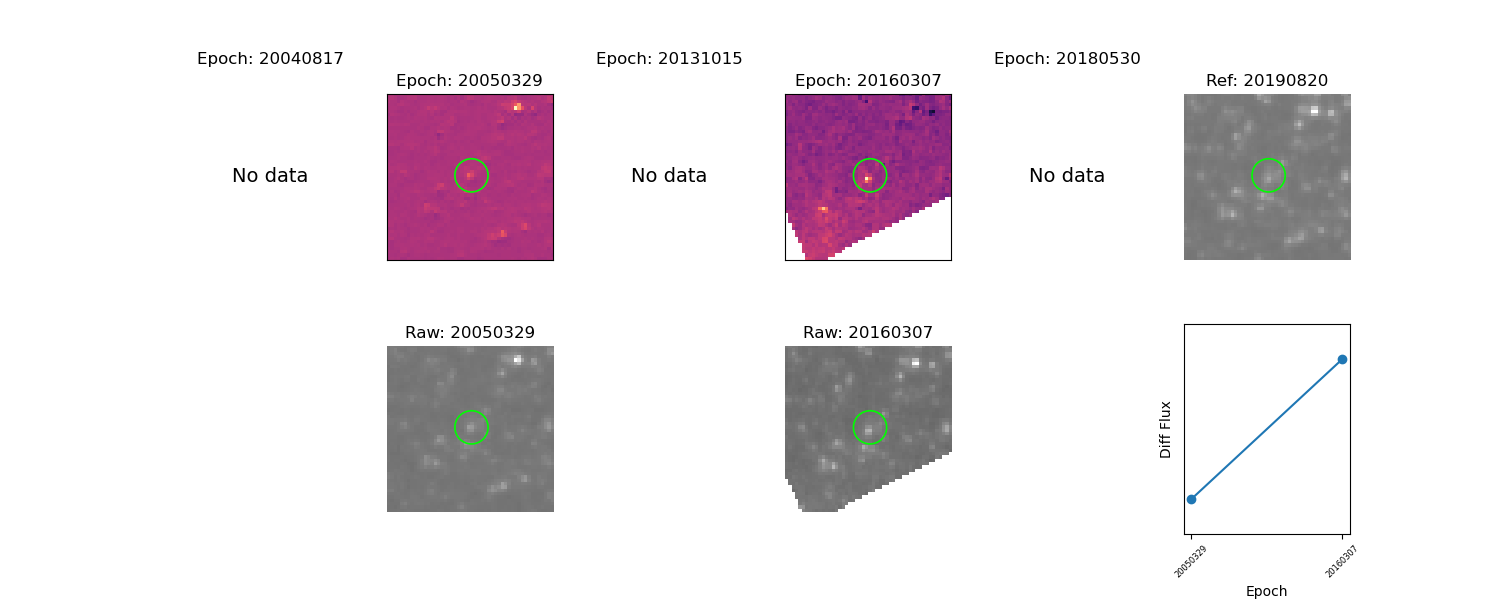 Epoch: 20040817
Epoch: 20131015
Epoch: 20180530
Epoch: 20050329
Epoch: 20160307
Ref: 20190820
No data
No data
No data
Raw: 20050329
Raw: 20160307
Diff Flux
20050329
20160307
Epoch